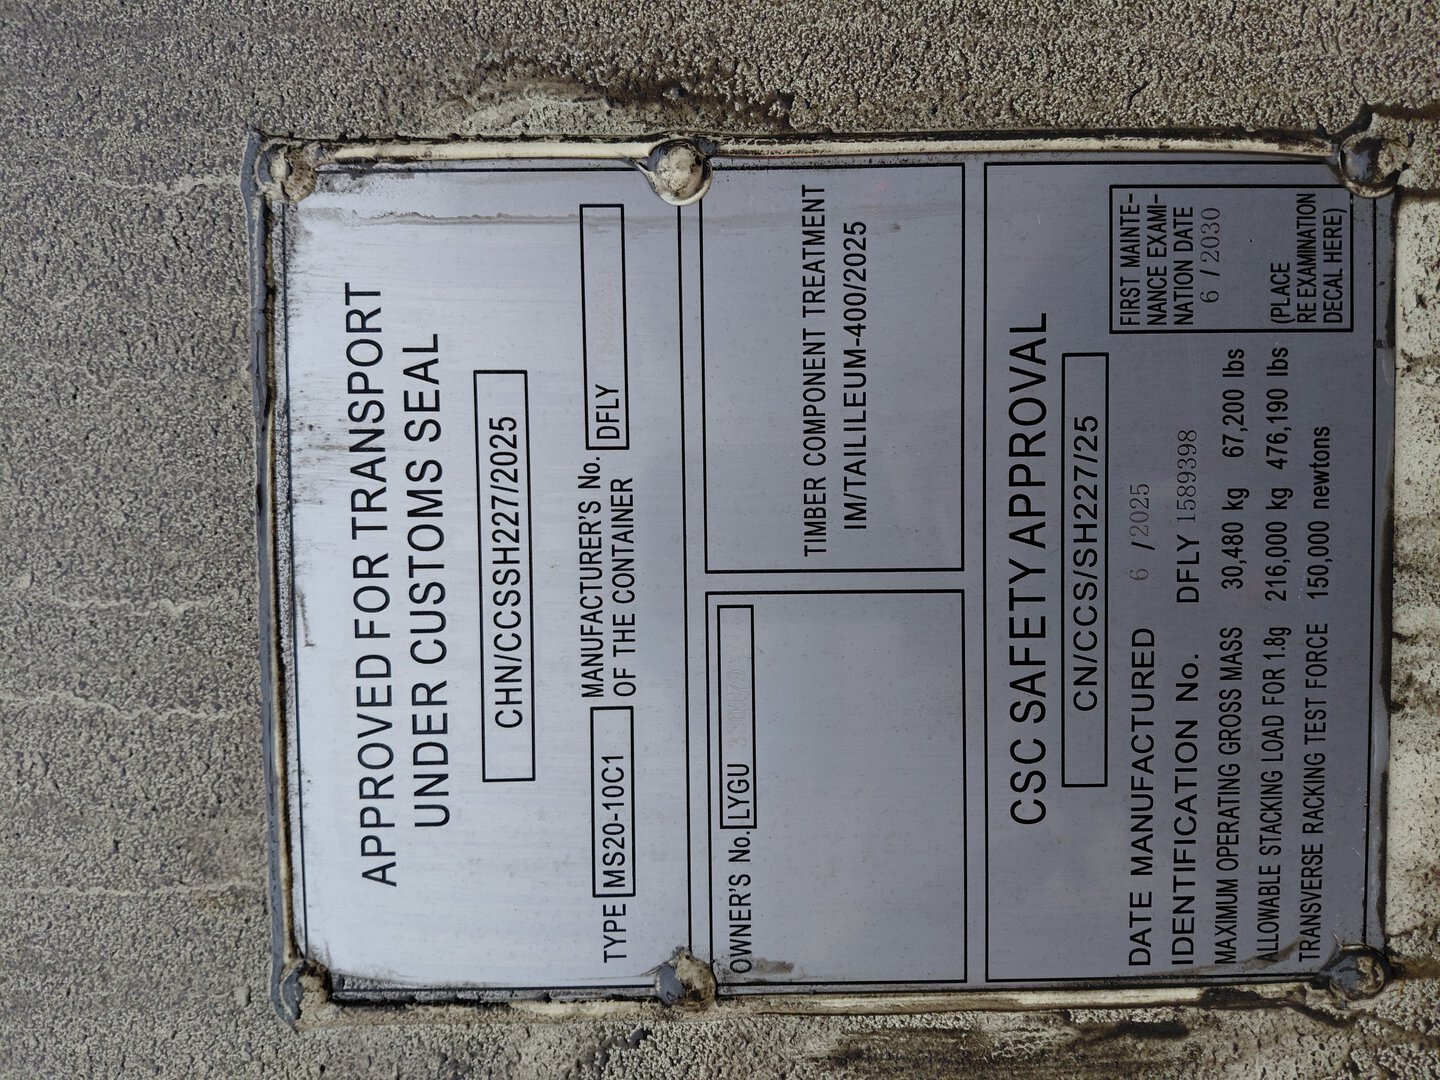 APPROVED FOR TRANSPORT
UNDER CUSTOMS SEAL
CHN/CCSSH227/2025
TYPE MS20-10C1 MANUFACTURER'S No. OF THE CONTAINER DFLY
OWNER'S No. LYGU
TIMBER COMPONENT TREATMENT
IM/TAILILEUM-400/2025
CSC SAFETY APPROVAL
CN/CCS/SH227/25
DATE MANUFACTURED 6 / 2025
IDENTIFICATION No. DFLY 1589398
MAXIMUM OPERATING GROSS MASS 30,480 kg 67,200 lbs
ALLOWABLE STACKING LOAD FOR 1.8g 216,000 kg 476,190 lbs
TRANSVERSE RACKING TEST FORCE 150,000 newtons
FIRST MAINTE-
NANCE EXAMI-
NATION DATE
6 / 2030
(PLACE
RE EXAMINATION
DECAL HERE)